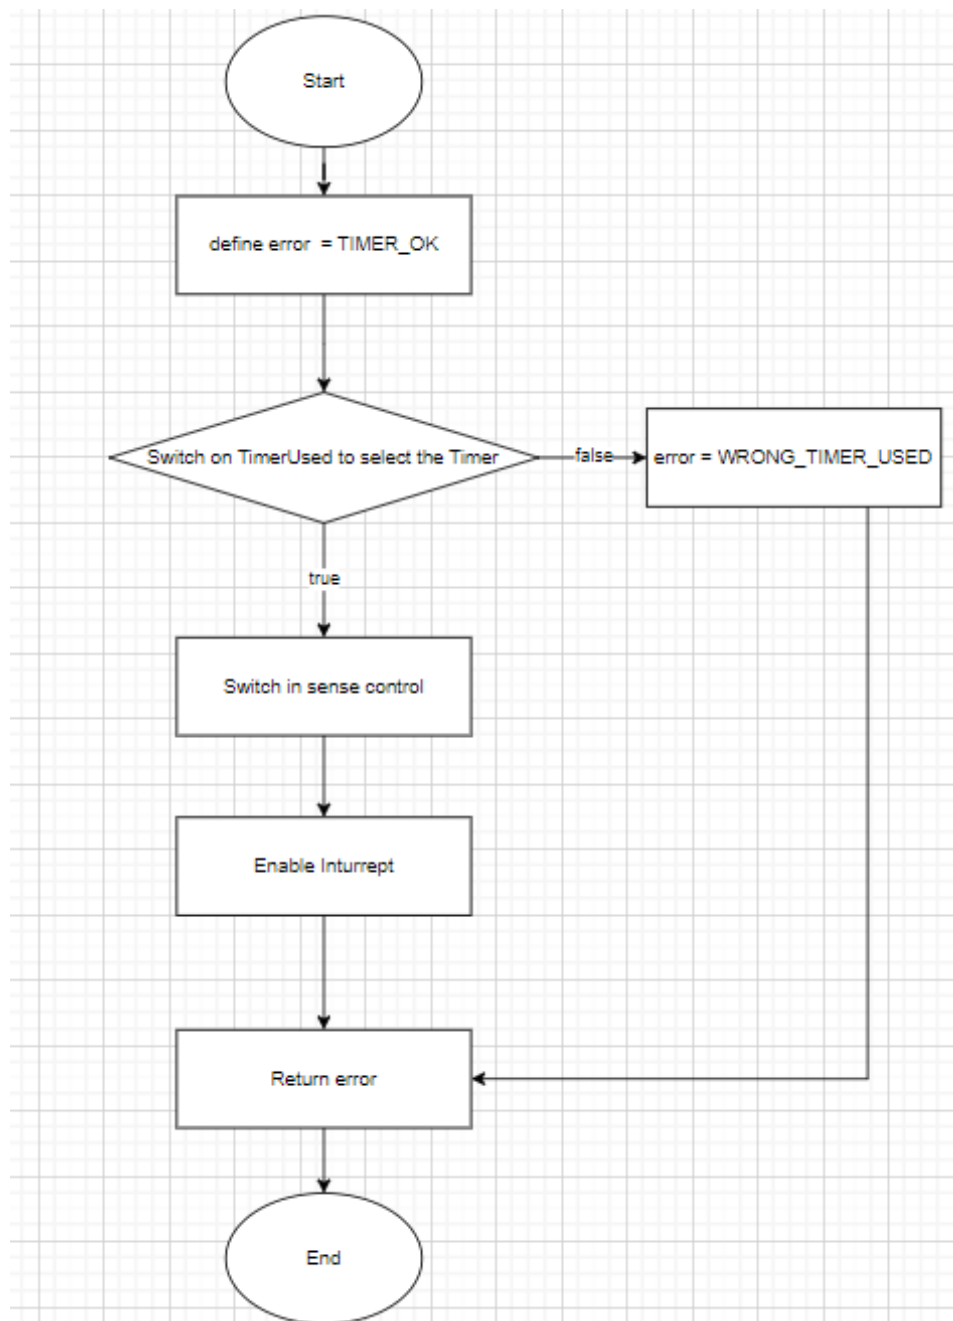 Start
define error  = TIMER_OK
Switch on TimerUsed to select the Timer
false
error = WRONG_TIMER_USED
true
Switch in sense control
Enable Inturrept
Return error
End